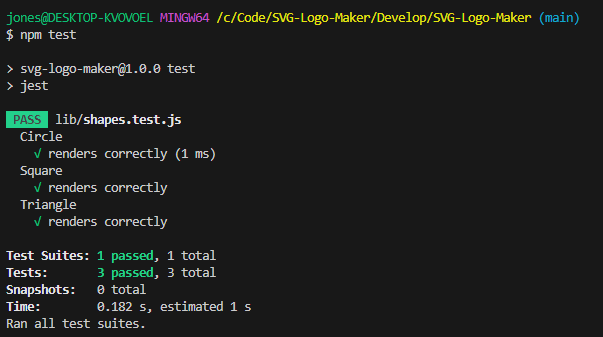 jones@DESKTOP-KVOVOEL MINGW64 /c/Code/SVG-Logo-Maker/Develop/SVG-Logo-Maker (main)
$ npm test
> svg-logo-maker@1.0.0 test
> jest
PASS lib/shapes.test.js
Circle
√ renders correctly (1 ms)
Square
√ renders correctly
Triangle
√ renders correctly
Test Suites: 1 passed, 1 total
Tests: 3 passed, 3 total
Snapshots: 0 total
Time: 0.182 s, estimated 1 s
Ran all test suites.